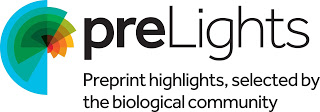 preLights
Preprint highlights, selected by
the biological community